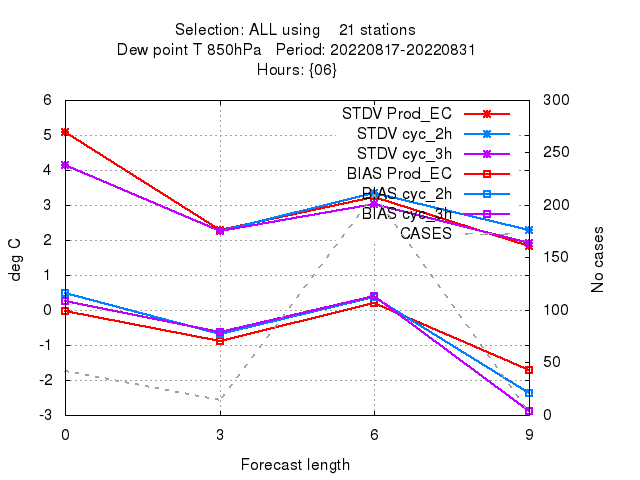 Selection: ALL using    21 stations
Dew point T 850hPa   Period: 20220817-20220831
Hours: {06}
6 300
STDV Prod_EC
5 STDV cyc_2h 250
4 STDV cyc_3h
BIAS Prod_EC
3 BIAS cyc_2h 200
BIAS cyc_3h
2 CASES 150
1
0 100
-1
-2 50
-3 0
0 3 6 9
deg C
No cases
Forecast length